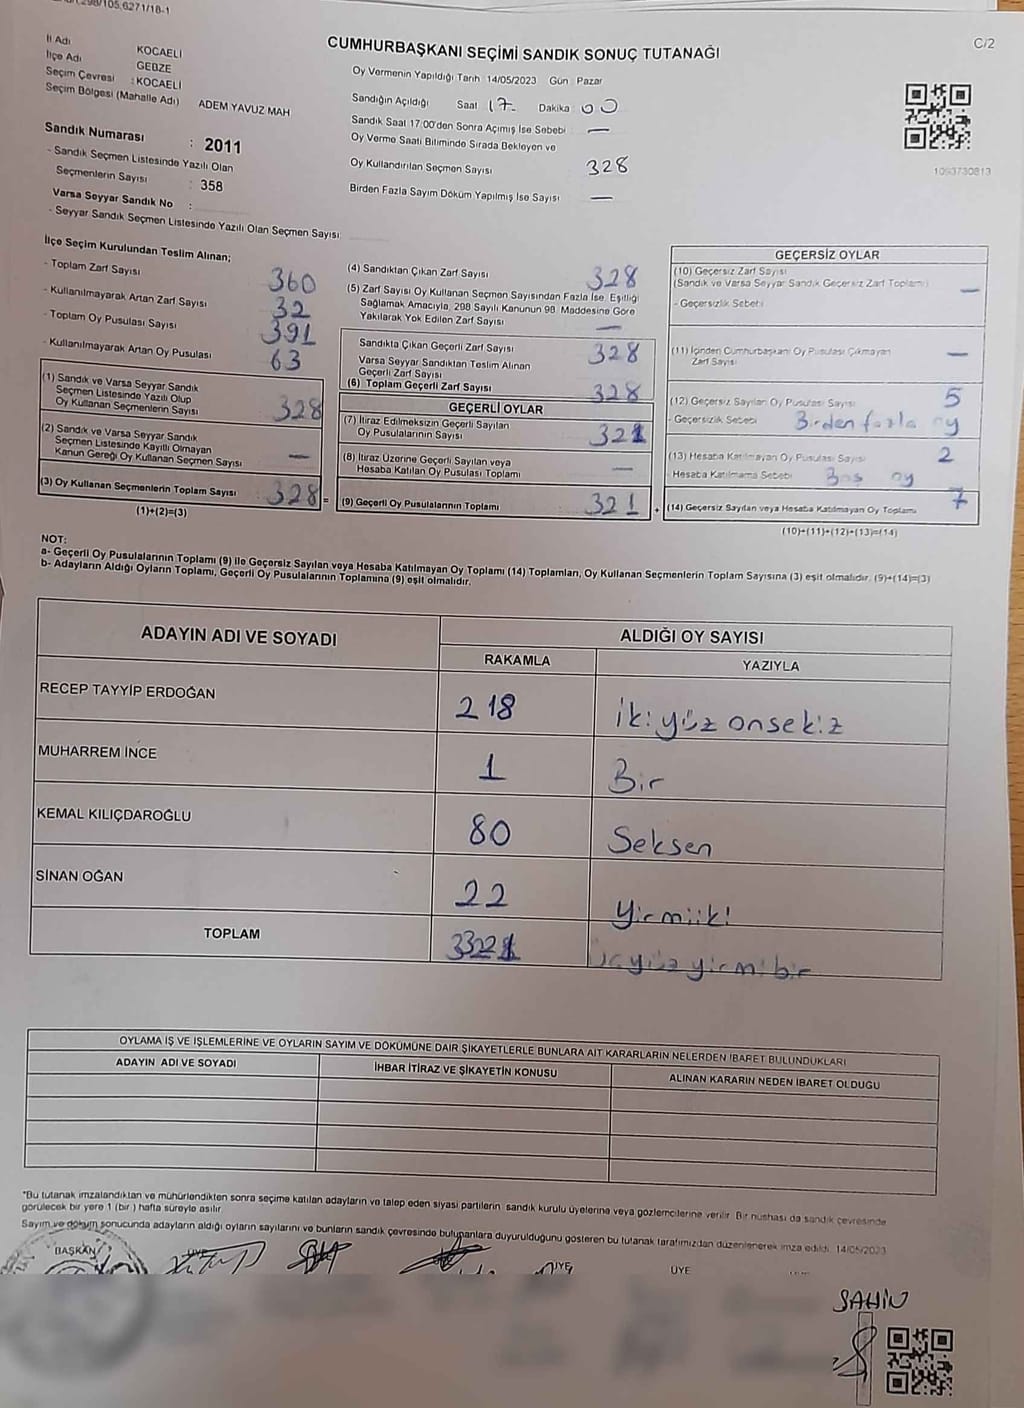 298/105,6271/18-1
C/2
CUMHURBAŞKANI SEÇİMİ SANDIK SONUÇ TUTANAĞI
İl Adı KOCAELİ
İlçe Adı GEBZE
Seçim Çevresi : KOCAELİ
Seçim Bölgesi (Mahalle Adı) ADEM YAVUZ MAH
Sandık Numarası : 2011
- Sandık Seçmen Listesinde Yazılı Olan
Seçmenlerin Sayısı : 358
Varsa Seyyar Sandık No :
- Seyyar Sandık Seçmen Listesinde Yazılı Olan Seçmen Sayısı:
Oy Vermenin Yapıldığı Tarih 14/05/2023 Gün Pazar
Sandığın Açıldığı Saat 17 Dakika 00
Sandık Saat 17:00'den Sonra Açımış İse Sebebi : —
Oy Verme Saati Bitiminde Sırada Bekleyen ve
Oy Kullandırılan Seçmen Sayısı 328
Birden Fazla Sayım Döküm Yapılmış İse Sayısı —
1093730813
İlçe Seçim Kurulundan Teslim Alınan;
- Toplam Zarf Sayısı 360
- Kullanılmayarak Artan Zarf Sayısı 32
- Toplam Oy Pusulası Sayısı 391
- Kullanılmayarak Artan Oy Pusulası 63
(1) Sandık ve Varsa Seyyar Sandık
Seçmen Listesinde Yazılı Olup
Oy Kullanan Seçmenlerin Sayısı 328
(2) Sandık ve Varsa Seyyar Sandık
Seçmen Listesinde Kayıtlı Olmayan
Kanun Gereği Oy Kullanan Seçmen Sayısı —
(3) Oy Kullanan Seçmenlerin Toplam Sayısı 328 =
(1)+(2)=(3)
(4) Sandıktan Çıkan Zarf Sayısı 328
(5) Zarf Sayısı Oy Kullanan Seçmen Sayısından Fazla İse, Eşitliği
Sağlamak Amacıyla, 298 Sayılı Kanunun 98. Maddesine Göre
Yakılarak Yok Edilen Zarf Sayısı —
Sandıkta Çıkan Geçerli Zarf Sayısı 328
Varsa Seyyar Sandıktan Teslim Alınan
Geçerli Zarf Sayısı
(6) Toplam Geçerli Zarf Sayısı 328
GEÇERLİ OYLAR
(7) İtiraz Edilmeksizin Geçerli Sayılan
Oy Pusulalarının Sayısı 321
(8) İtiraz Üzerine Geçerli Sayılan veya
Hesaba Katılan Oy Pusulası Toplamı —
(9) Geçerli Oy Pusulalarının Toplamı 321 +
GEÇERSİZ OYLAR
(10) Geçersiz Zarf Sayısı
(Sandık ve Varsa Seyyar Sandık Geçersiz Zarf Toplamı) —
- Geçersizlik Sebebi
(11) İçinden Cumhurbaşkanı Oy Pusulası Çıkmayan
Zarf Sayısı —
(12) Geçersiz Sayılan Oy Pusulası Sayısı 5
- Geçersizlik Sebebi Birden fazla oy
(13) Hesaba Katılmayan Oy Pusulası Sayısı 2
- Hesaba Katılmama Sebebi Boş oy
(14) Geçersiz Sayılan veya Hesaba Katılmayan Oy Toplamı 7
(10)+(11)+(12)+(13)=(14)
NOT:
a- Geçerli Oy Pusulalarının Toplamı (9) ile Geçersiz Sayılan veya Hesaba Katılmayan Oy Toplamı (14) Toplamları, Oy Kullanan Seçmenlerin Toplam Sayısına (3) eşit olmalıdır. (9)+(14)=(3)
b- Adayların Aldığı Oyların Toplamı, Geçerli Oy Pusulalarının Toplamına (9) eşit olmalıdır.
ADAYIN ADI VE SOYADI ALDIĞI OY SAYISI
RAKAMLA YAZIYLA
RECEP TAYYİP ERDOĞAN 218 ikiyüz onsekiz
MUHARREM İNCE 1 Bir
KEMAL KILIÇDAROĞLU 80 Seksen
SİNAN OĞAN 22 Yirmiiki
TOPLAM üçyüz yirmi bir
OYLAMA İŞ VE İŞLEMLERİNE VE OYLARIN SAYIM VE DÖKÜMÜNE DAİR ŞİKAYETLERLE BUNLARA AİT KARARLARIN NELERDEN İBARET BULUNDUKLARI
ADAYIN ADI VE SOYADI İHBAR İTİRAZ VE ŞİKAYETİN KONUSU ALINAN KARARIN NEDEN İBARET OLDUĞU
*Bu tutanak imzalandıktan ve mühürlendikten sonra seçime katılan adayların ve talep eden siyasi partilerin sandık kurulu üyelerine veya gözlemcilerine verilir. Bir nüshası da sandık çevresinde
görülecek bir yere 1 (bir) hafta süreyle asılır.
Sayım ve döküm sonucunda adayların aldığı oyların sayılarını ve bunların sandık çevresinde bulunanlara duyurulduğunu gösteren bu tutanak tarafımızdan düzenlenerek imza edildi. 14/05/2023
BAŞKAN ÜYE ÜYE ÜYE
ŞAHİN